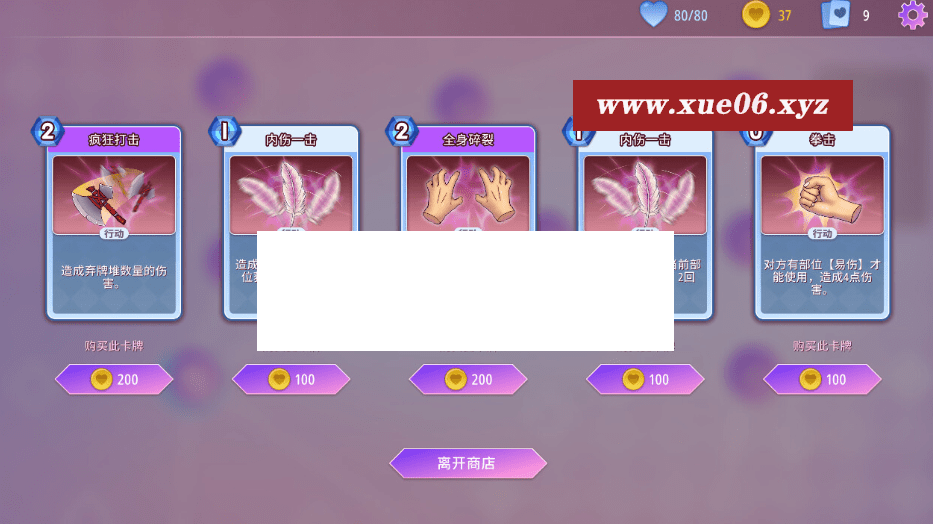 80/80
37
9
www.xue06.xyz
2
疯狂打击
1
内伤一击
2
全身碎裂
内伤一击
拳击
行动
行动
造成弃牌堆数量的伤
害。
造成
位
当前部
2回
对方有部位【易伤】才
能使用，造成4点伤
害。
购买此卡牌
购买此卡牌
200
100
200
100
100
离开商店